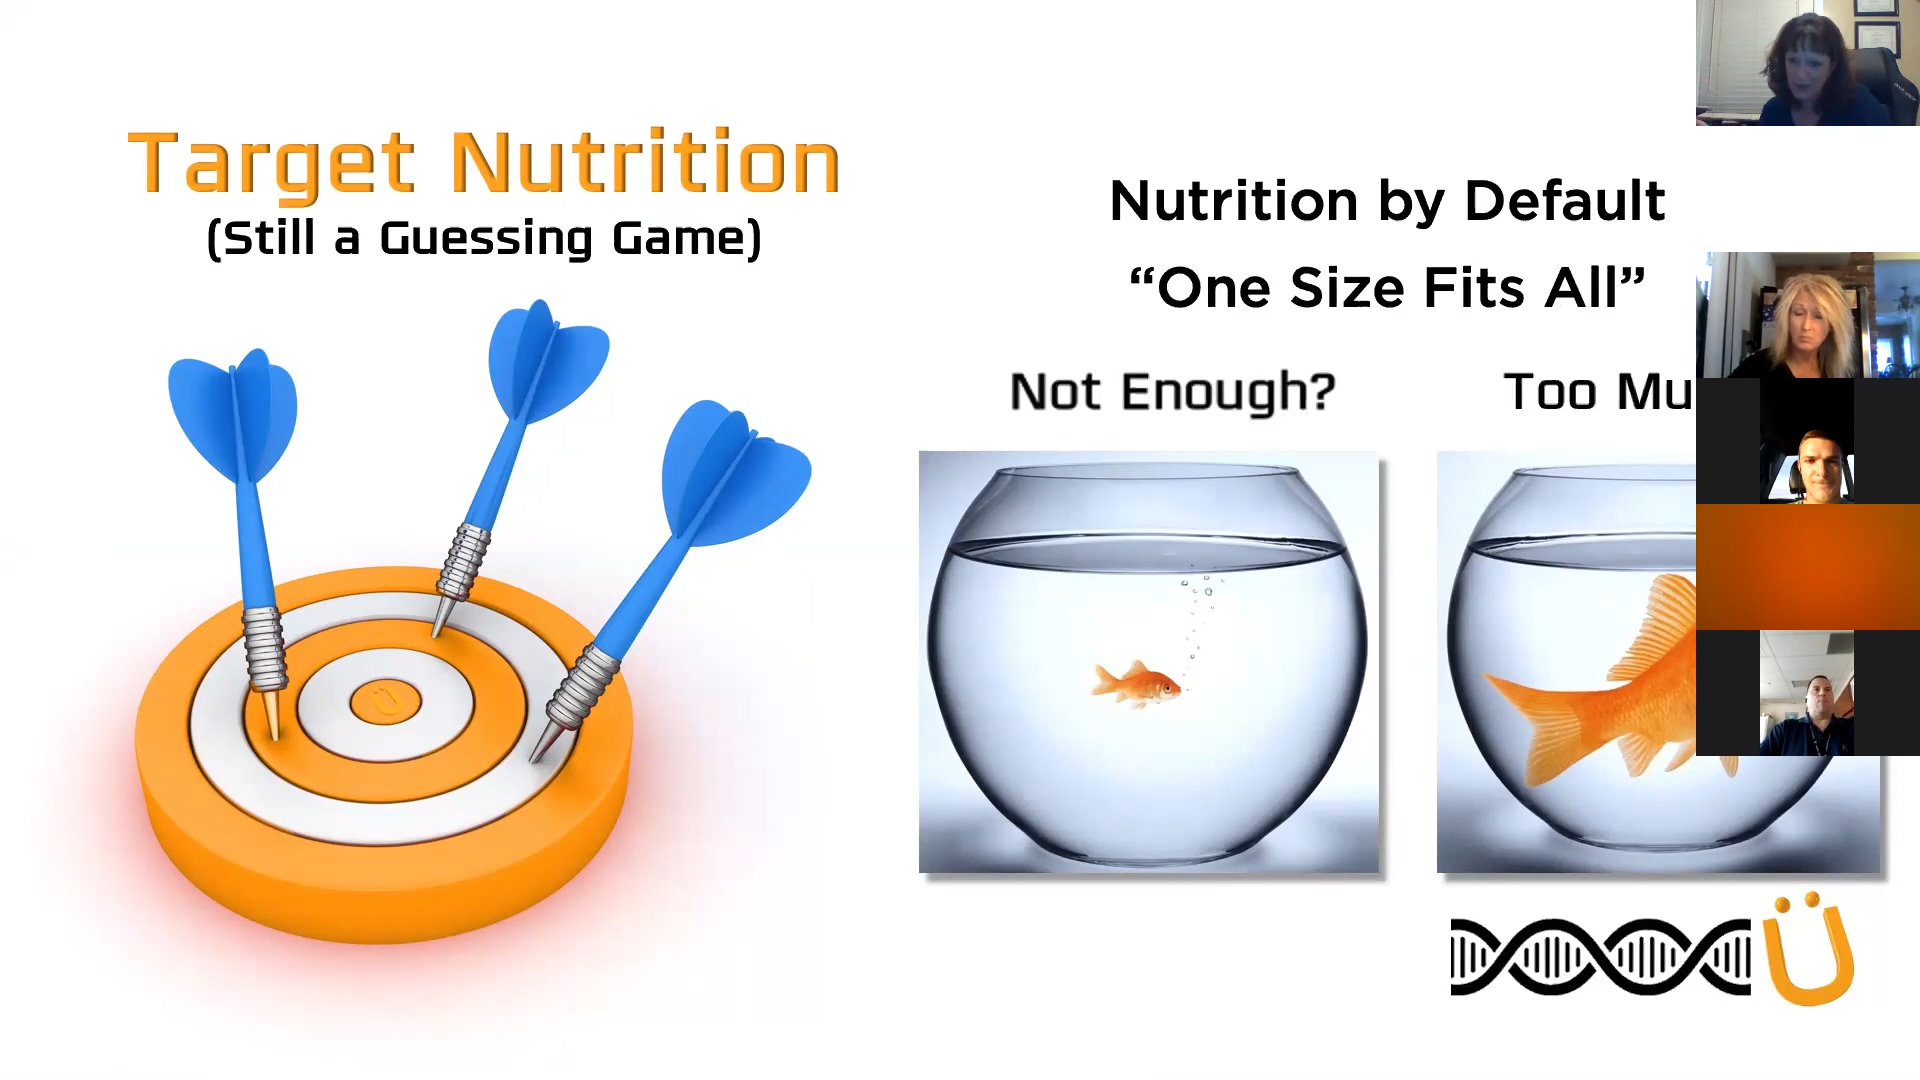 Target Nutrition
(Still a Guessing Game)
Nutrition by Default
“One Size Fits All”
Not Enough?
Too Mu
Ü
Ü